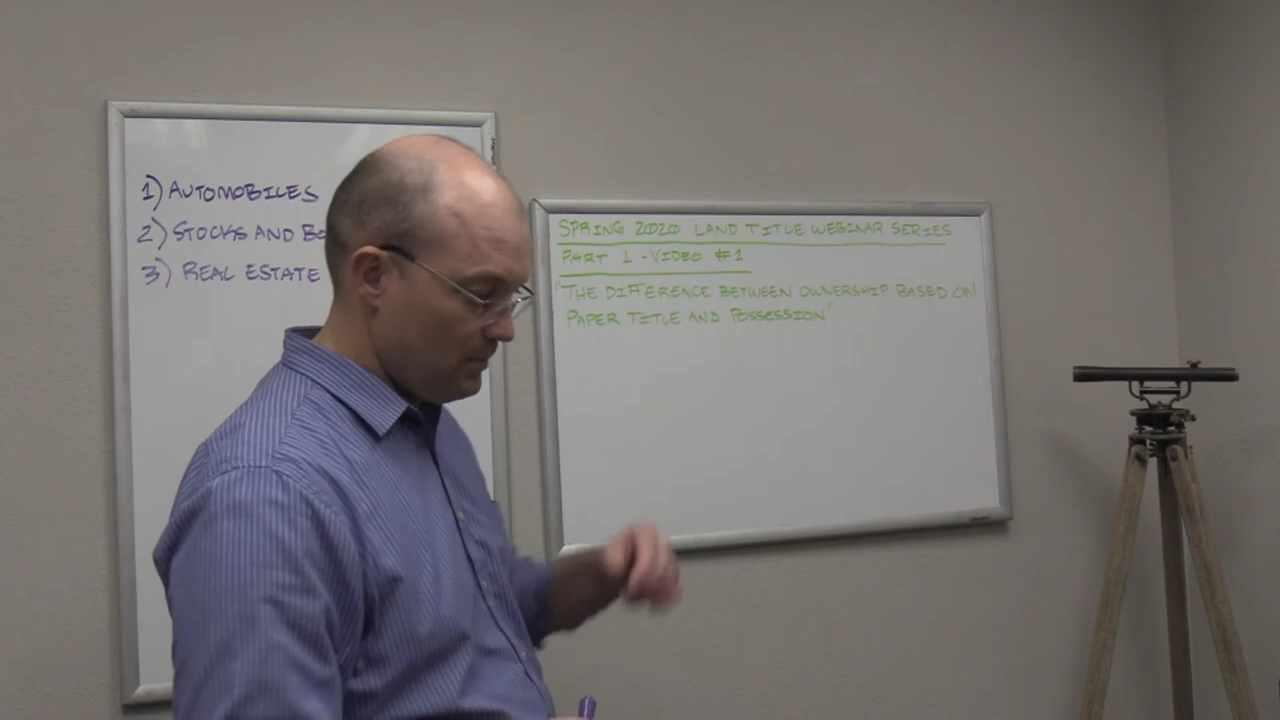 1) AUTOMOBILES
2) STOCKS AND BO
3) REAL ESTATE
SPRING 2020 LAND TITLE WEBINAR SERIES
PART 1 - VIDEO #1
"THE DIFFERENCE BETWEEN OWNERSHIP BASED ON
PAPER TITLE AND POSSESSION"